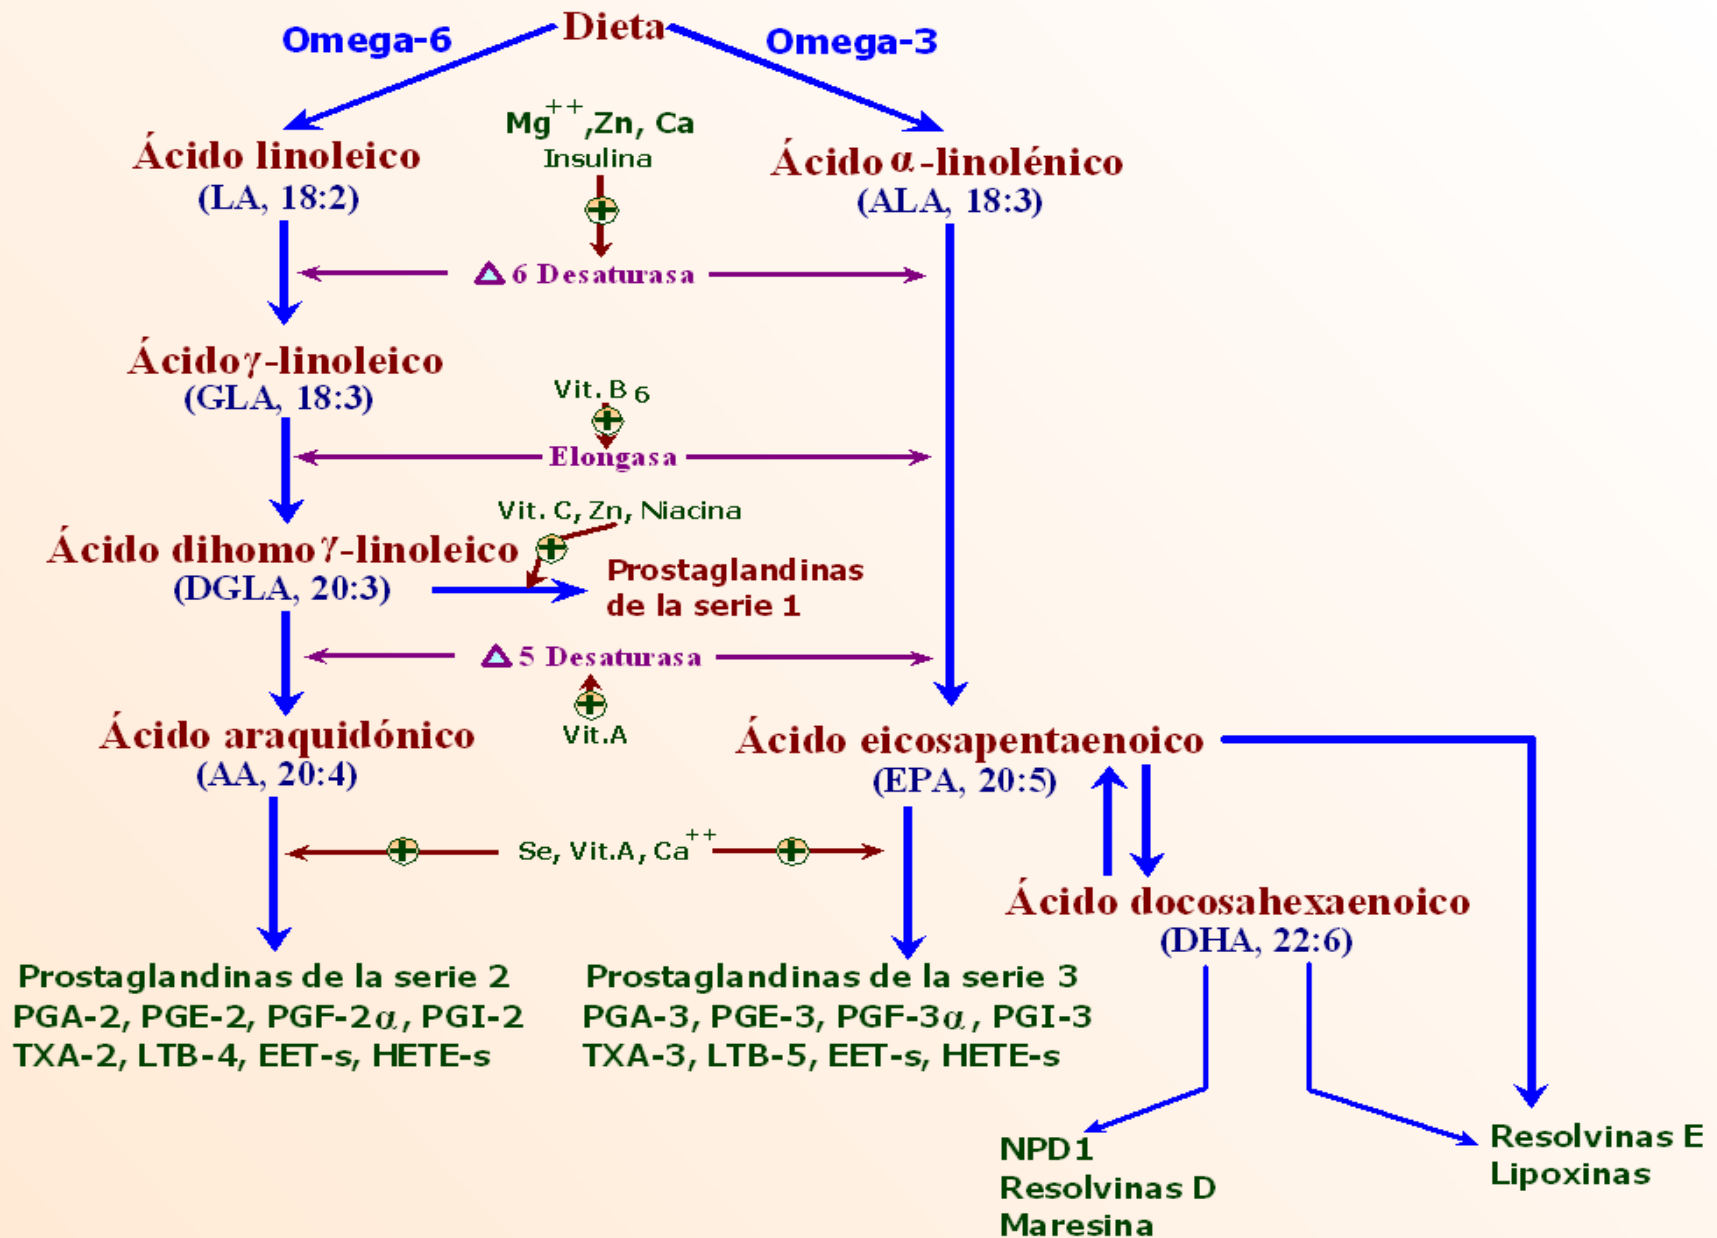 Dieta
Omega-6
Omega-3
Mg++,Zn, Ca
Insulina
Ácido linoleico
(LA, 18:2)
Ácido α-linolénico
(ALA, 18:3)
△ 6 Desaturasa
Ácido γ-linoleico
(GLA, 18:3)
Vit. B 6
Elongasa
Vit. C, Zn, Niacina
Ácido dihomo γ-linoleico
(DGLA, 20:3)
Prostaglandinas
de la serie 1
△ 5 Desaturasa
Vit.A
Ácido araquidónico
(AA, 20:4)
Ácido eicosapentaenoico
(EPA, 20:5)
Se, Vit.A, Ca++
Ácido docosahexaenoico
(DHA, 22:6)
Prostaglandinas de la serie 2
PGA-2, PGE-2, PGF-2α, PGI-2
TXA-2, LTB-4, EET-s, HETE-s
Prostaglandinas de la serie 3
PGA-3, PGE-3, PGF-3α, PGI-3
TXA-3, LTB-5, EET-s, HETE-s
NPD1
Resolvinas D
Maresina
Resolvinas E
Lipoxinas